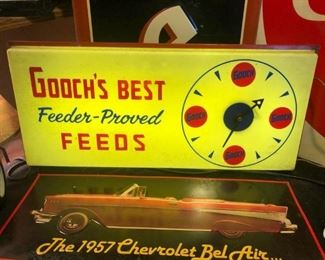 GOOCH'S BEST
Feeder-Proved
FEEDS
GOOCH
GOOCH
GOOCH
GOOCH
The 1957 Chevrolet Bel Air...